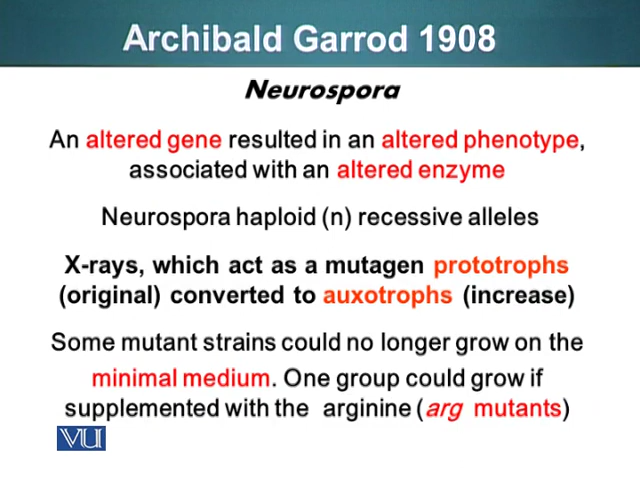 Archibald Garrod 1908
Neurospora
An altered gene resulted in an altered phenotype,
associated with an altered enzyme
Neurospora haploid (n) recessive alleles
X-rays, which act as a mutagen prototrophs
(original) converted to auxotrophs (increase)
Some mutant strains could no longer grow on the
minimal medium. One group could grow if
supplemented with the arginine (arg mutants)
VU